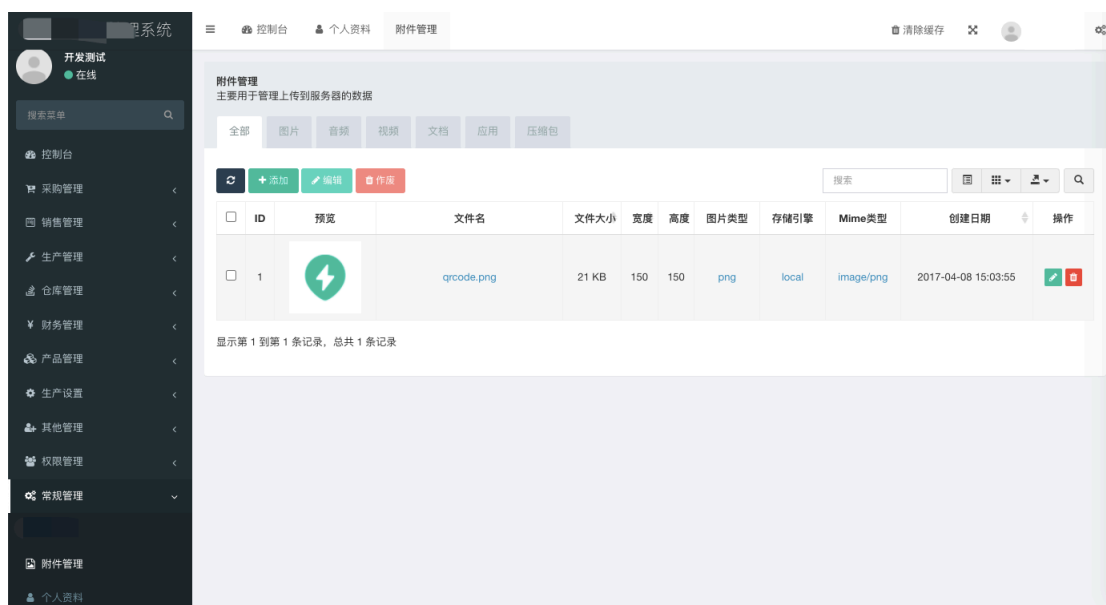 理系统
开发测试
在线
搜索菜单
控制台
采购管理
销售管理
生产管理
仓库管理
¥ 财务管理
产品管理
生产设置
其他管理
权限管理
常规管理
附件管理
个人资料
控制台 个人资料 附件管理 清除缓存
附件管理
主要用于管理上传到服务器的数据
全部 图片 音频 视频 文档 应用 压缩包
添加 编辑 作废 搜索
ID 预览 文件名 文件大小 宽度 高度 图片类型 存储引擎 Mime类型 创建日期 操作
1 qrcode.png 21 KB 150 150 png local image/png 2017-04-08 15:03:55
显示第 1 到第 1 条记录，总共 1 条记录